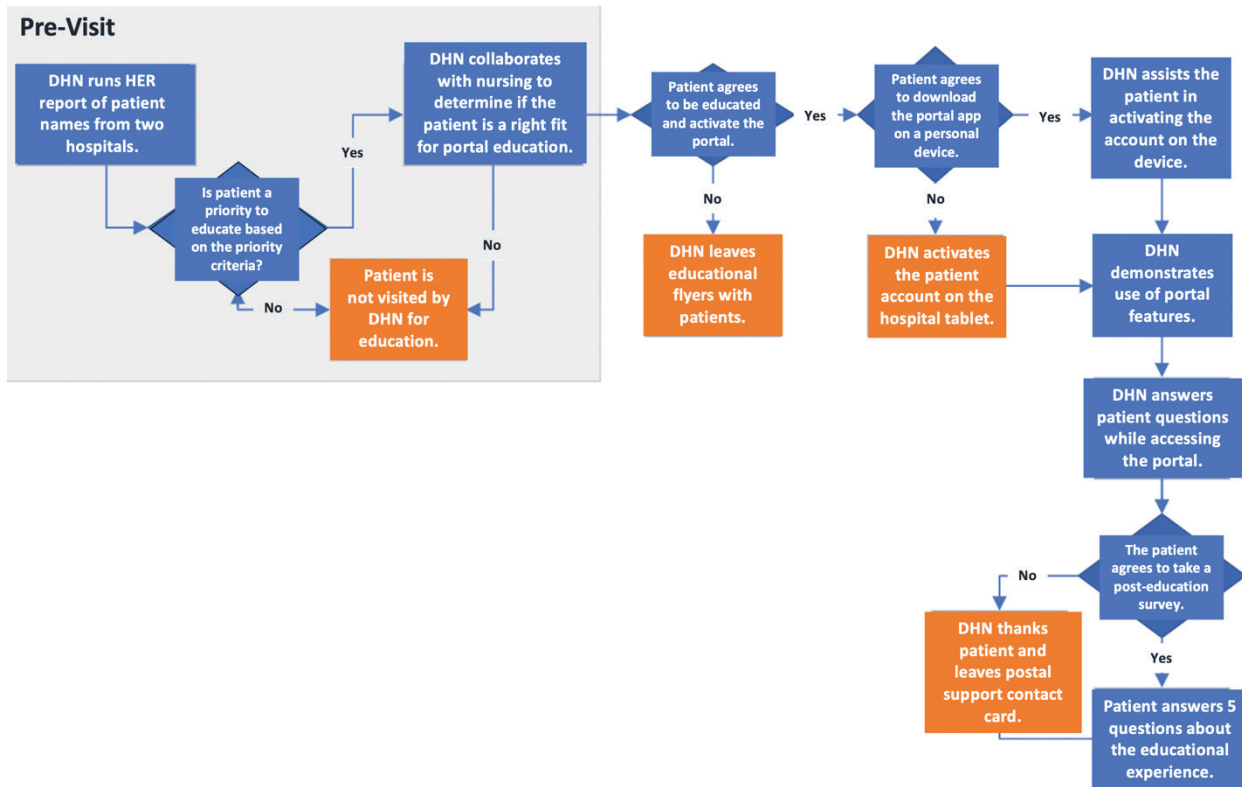 Pre-Visit
DHN runs HER
report of patient
names from two
hospitals.
Is patient a
priority to
educate based
on the priority
criteria?
Yes
No
DHN collaborates
with nursing to
determine if the
patient is a right fit
for portal education.
No
Patient is
not visited by
DHN for
education.
Patient agrees
to be educated
and activate the
portal.
Yes
No
DHN leaves
educational
flyers with
patients.
Patient agrees
to download
the portal app
on a personal
device.
Yes
No
DHN activates
the patient
account on the
hospital tablet.
DHN assists the
patient in
activating the
account on the
device.
DHN
demonstrates
use of portal
features.
DHN answers
patient questions
while accessing
the portal.
The patient
agrees to take a
post-education
survey.
No
Yes
DHN thanks
patient and
leaves postal
support contact
card.
Patient answers 5
questions about
the educational
experience.